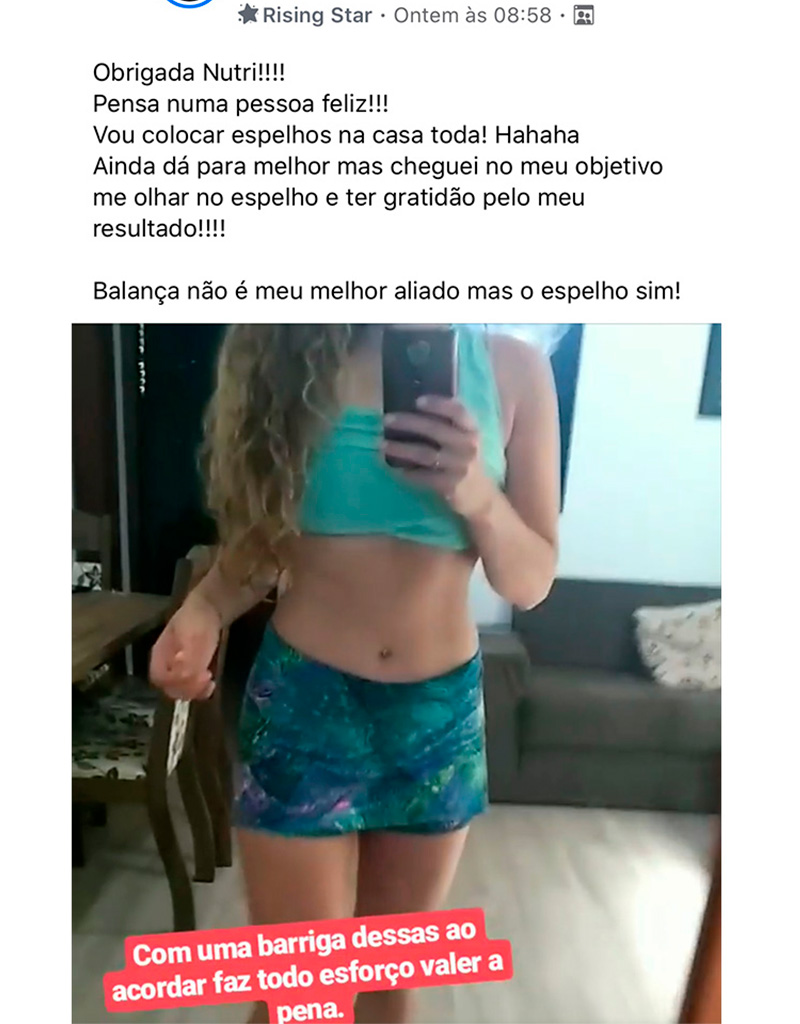 Rising Star · Ontem às 08:58 ·
Obrigada Nutri!!!!
Pensa numa pessoa feliz!!!
Vou colocar espelhos na casa toda! Hahaha
Ainda dá para melhor mas cheguei no meu objetivo
me olhar no espelho e ter gratidão pelo meu
resultado!!!!
Balança não é meu melhor aliado mas o espelho sim!
Com uma barriga dessas ao
acordar faz todo esforço valer a
pena.